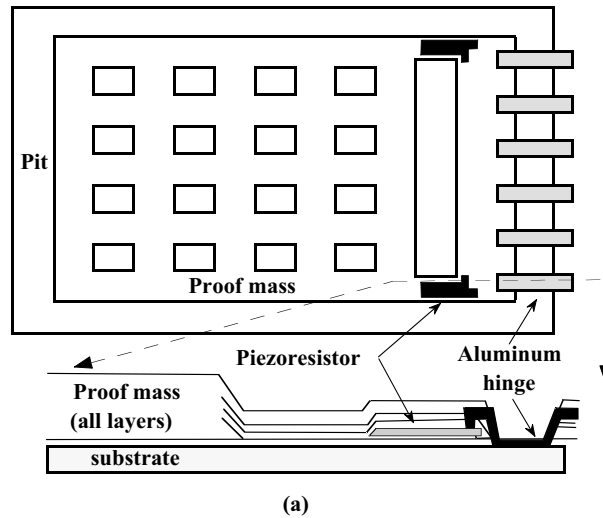 Pit
Proof mass
Piezoresistor
Aluminum
hinge
Proof mass
(all layers)
substrate
(a)